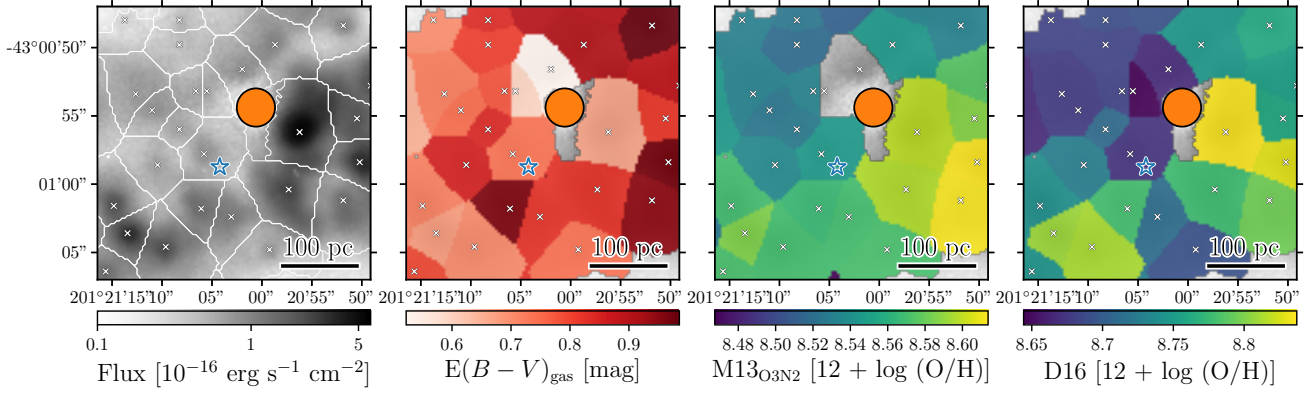 -43°00'50"
55"
01°00"
05"
100 pc
100 pc
100 pc
100 pc
201°21'15" 10" 05" 00" 20'55" 50"
201°21'15" 10" 05" 00" 20'55" 50"
201°21'15" 10" 05" 00" 20'55" 50"
201°21'15" 10" 05" 00" 20'55" 50"
0.1 1 5
0.6 0.7 0.8 0.9
8.48 8.50 8.52 8.54 8.56 8.58 8.60
8.65 8.7 8.75 8.8
Flux [10⁻¹⁶ erg s⁻¹ cm⁻²]
E(B − V)gas [mag]
M13O3N2 [12 + log (O/H)]
D16 [12 + log (O/H)]